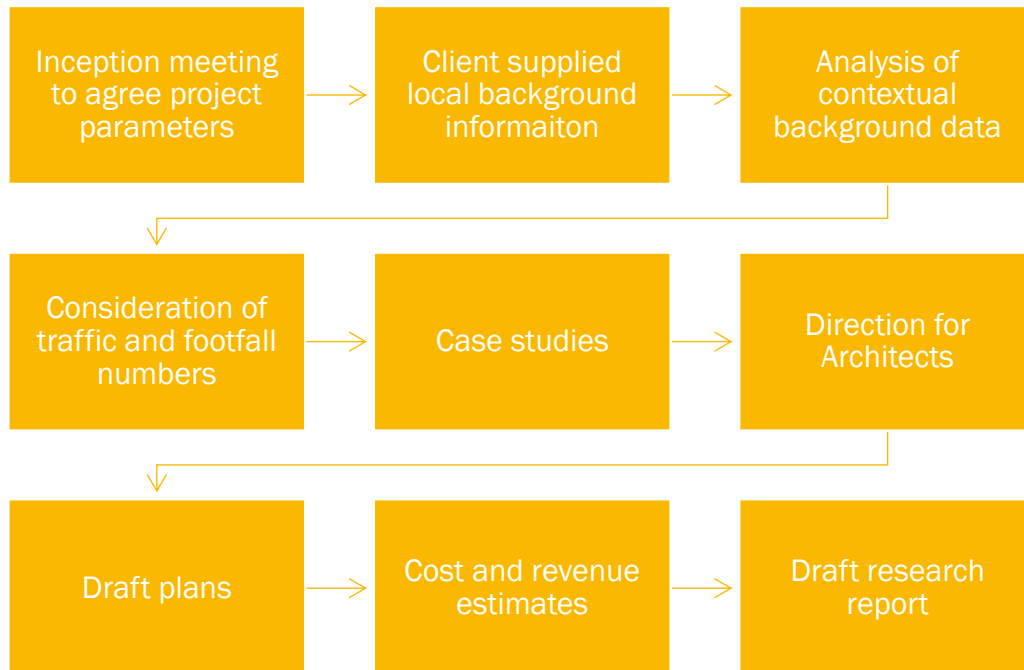 Inception meeting
to agree project
parameters
Client supplied
local background
informaiton
Analysis of
contextual
background data
Consideration of
traffic and footfall
numbers
Case studies
Direction for
Architects
Draft plans
Cost and revenue
estimates
Draft research
report